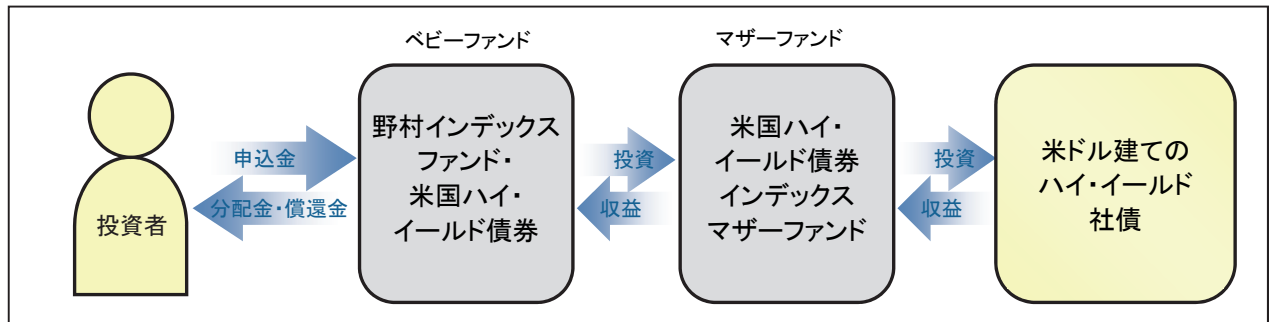 ベビーファンド
マザーファンド
投資者
申込金
分配金・償還金
野村インデックス
ファンド・
米国ハイ・
イールド債券
投資
収益
米国ハイ・
イールド債券
インデックス
マザーファンド
投資
収益
米ドル建ての
ハイ・イールド
社債